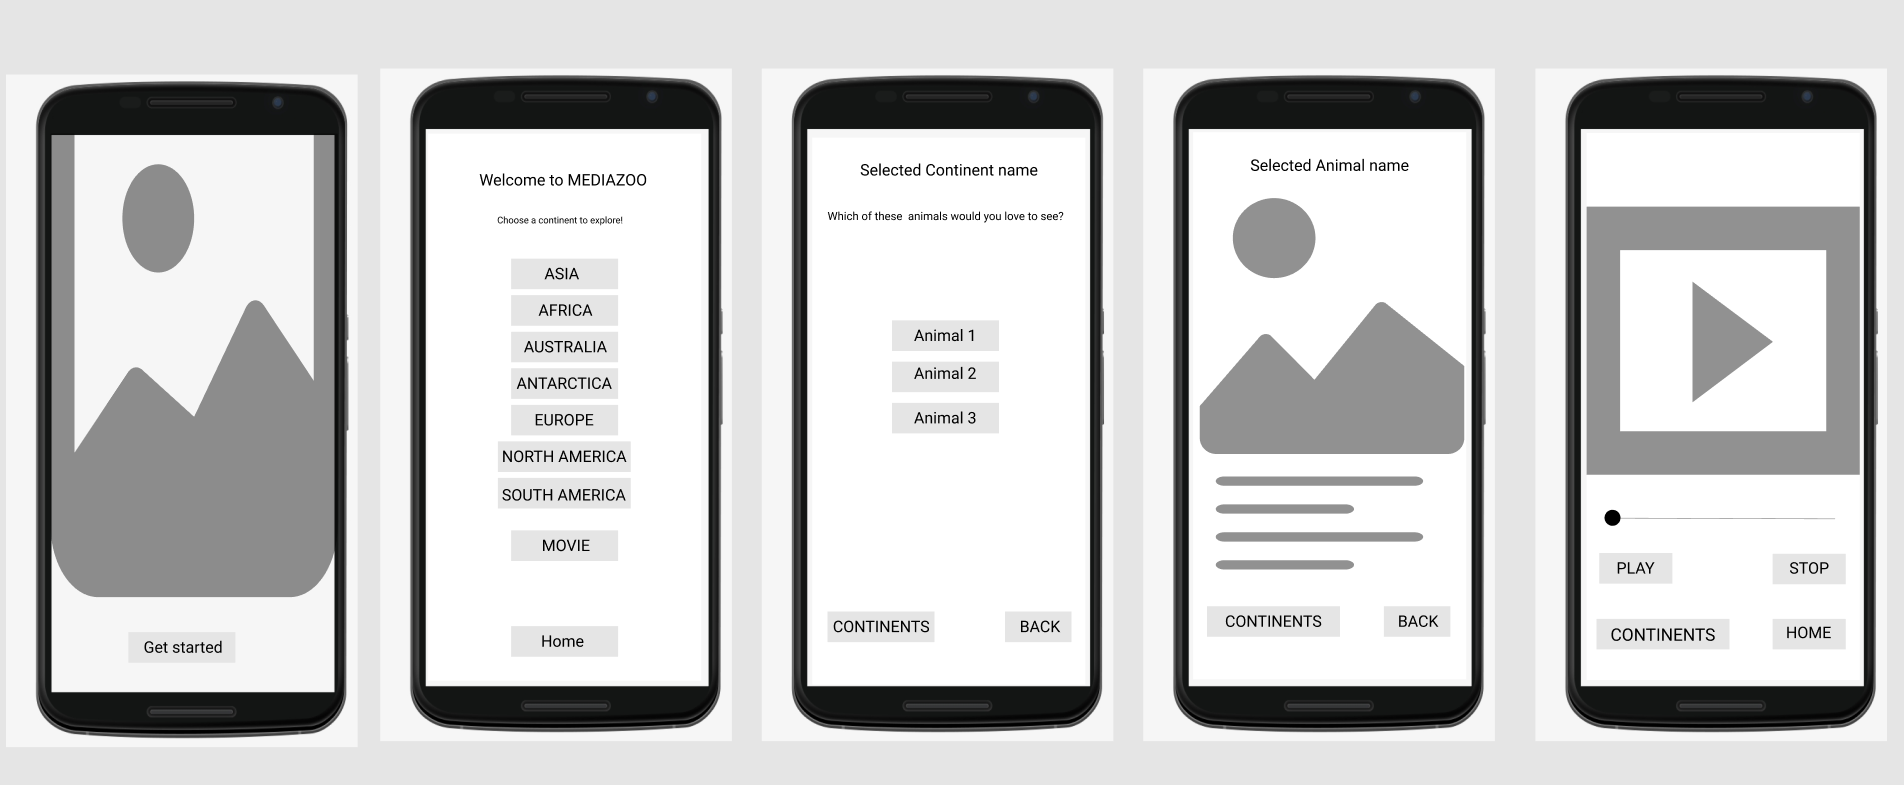 Get started
Welcome to MEDIAZOO
Choose a continent to explore!
ASIA
AFRICA
AUSTRALIA
ANTARCTICA
EUROPE
NORTH AMERICA
SOUTH AMERICA
MOVIE
Home
Selected Continent name
Which of these  animals would you love to see?
Animal 1
Animal 2
Animal 3
CONTINENTS
BACK
Selected Animal name
CONTINENTS
BACK
PLAY
STOP
CONTINENTS
HOME